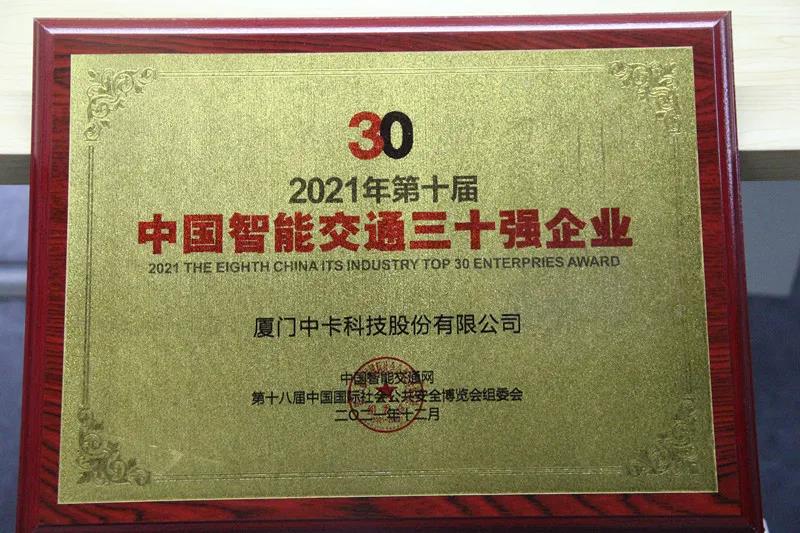 30
2021年第十届
中国智能交通三十强企业
2021 THE EIGHTH CHINA ITS INDUSTRY TOP 30 ENTERPRIES AWARD
厦门中卡科技股份有限公司
中国智能交通网
第十八届中国国际社会公共安全博览会组委会
二〇二一年十二月